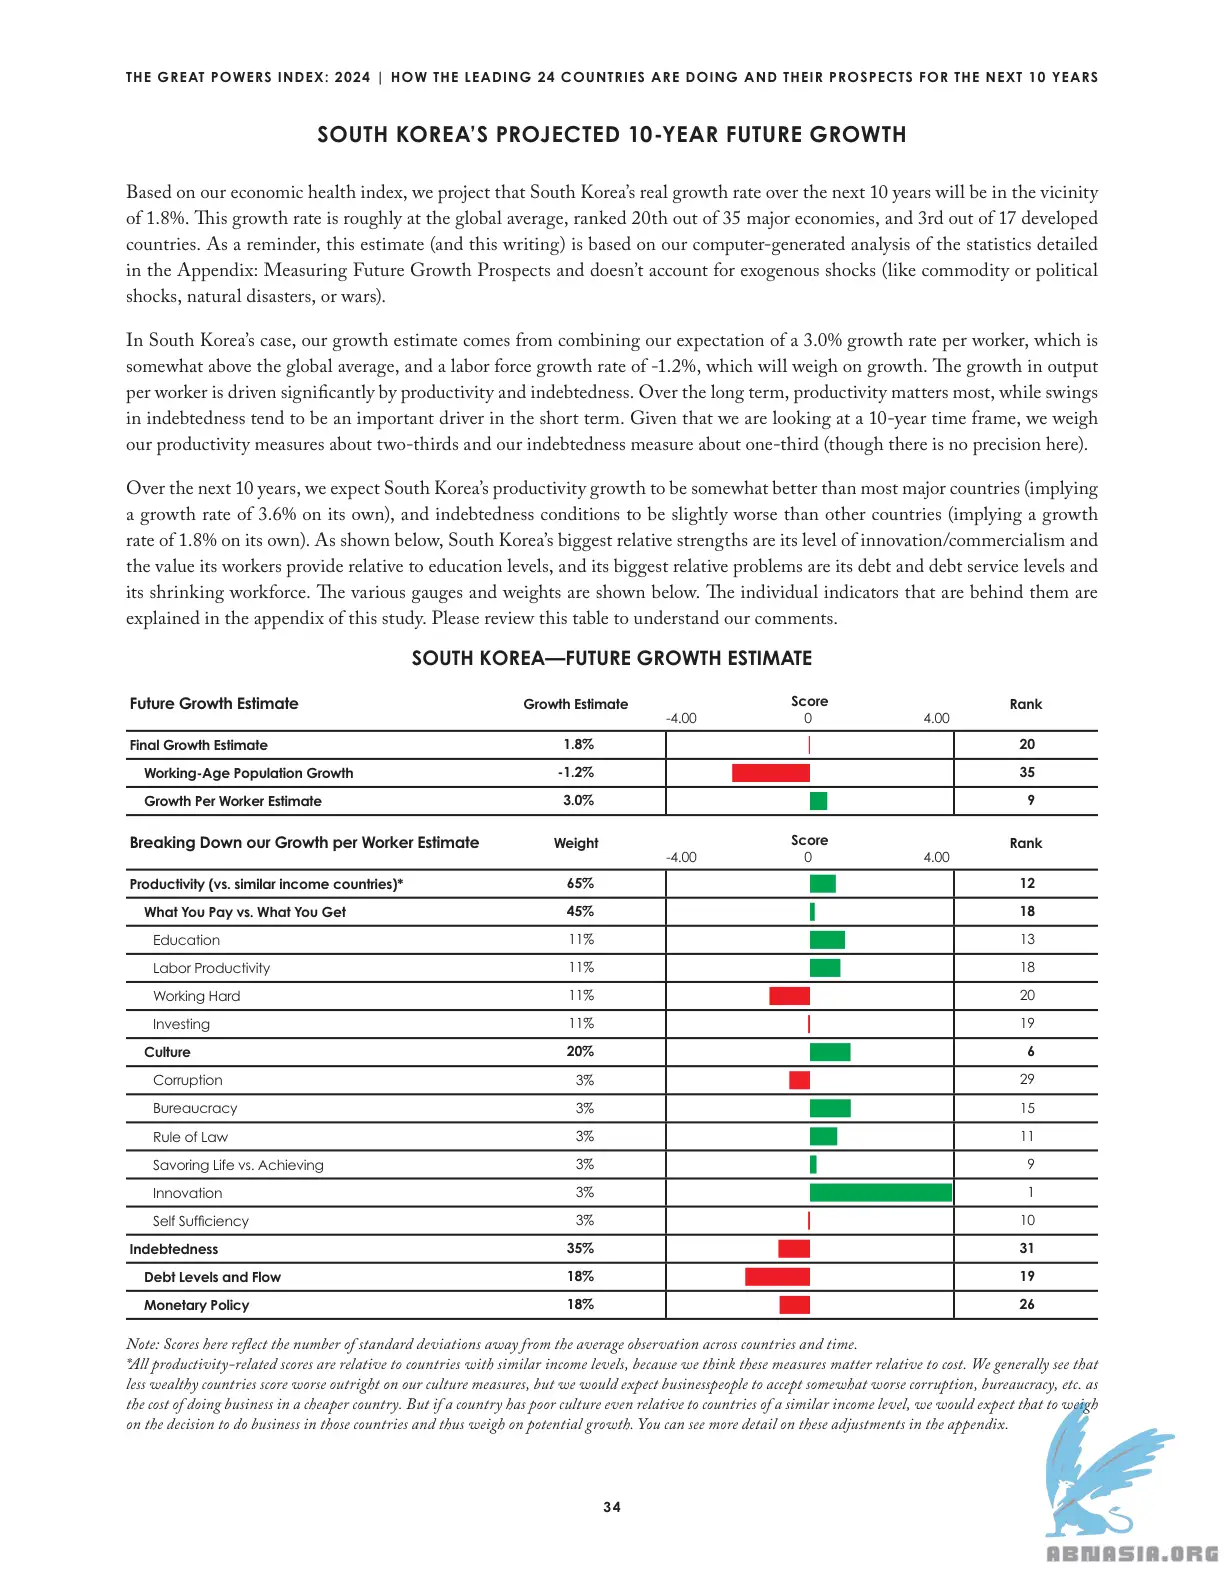 THE GREAT POWERS INDEX: 2024 | HOW THE LEADING 24 COUNTRIES ARE DOING AND THEIR PROSPECTS FOR THE NEXT 10 YEARS
SOUTH KOREA'S PROJECTED 10-YEAR FUTURE GROWTH
Based on our economic health index, we project that South Korea's real growth rate over the next 10 years will be in the vicinity
of 1.8%. This growth rate is roughly at the global average, ranked 20th out of 35 major economies, and 3rd out of 17 developed
countries. As a reminder, this estimate (and this writing) is based on our computer-generated analysis of the statistics detailed
in the Appendix: Measuring Future Growth Prospects and doesn't account for exogenous shocks (like commodity or political
shocks, natural disasters, or wars).
In South Korea's case, our growth estimate comes from combining our expectation of a 3.0% growth rate per worker, which is
somewhat above the global average, and a labor force growth rate of -1.2%, which will weigh on growth. The growth in output
per worker is driven significantly by productivity and indebtedness. Over the long term, productivity matters most, while swings
in indebtedness tend to be an important driver in the short term. Given that we are looking at a 10-year time frame, we weigh
our productivity measures about two-thirds and our indebtedness measure about one-third (though there is no precision here).
Over the next 10 years, we expect South Korea's productivity growth to be somewhat better than most major countries (implying
a growth rate of 3.6% on its own), and indebtedness conditions to be slightly worse than other countries (implying a growth
rate of 1.8% on its own). As shown below, South Korea's biggest relative strengths are its level of innovation/commercialism and
the value its workers provide relative to education levels, and its biggest relative problems are its debt and debt service levels and
its shrinking workforce. The various gauges and weights are shown below. The individual indicators that are behind them are
explained in the appendix of this study. Please review this table to understand our comments.
SOUTH KOREA—FUTURE GROWTH ESTIMATE
Future Growth Estimate Growth Estimate Score Rank
-4.00 0 4.00
Final Growth Estimate 1.8% 20
Working-Age Population Growth -1.2% 35
Growth Per Worker Estimate 3.0% 9
Breaking Down our Growth per Worker Estimate Weight Score Rank
-4.00 0 4.00
Productivity (vs. similar income countries)* 65% 12
What You Pay vs. What You Get 45% 18
Education 11% 13
Labor Productivity 11% 18
Working Hard 11% 20
Investing 11% 19
Culture 20% 6
Corruption 3% 29
Bureaucracy 3% 15
Rule of Law 3% 11
Savoring Life vs. Achieving 3% 9
Innovation 3% 1
Self Sufficiency 3% 10
Indebtedness 35% 31
Debt Levels and Flow 18% 19
Monetary Policy 18% 26
Note: Scores here reflect the number of standard deviations away from the average observation across countries and time.
*All productivity-related scores are relative to countries with similar income levels, because we think these measures matter relative to cost. We generally see that
less wealthy countries score worse outright on our culture measures, but we would expect businesspeople to accept somewhat worse corruption, bureaucracy, etc. as
the cost of doing business in a cheaper country. But if a country has poor culture even relative to countries of a similar income level, we would expect that to weigh
on the decision to do business in those countries and thus weigh on potential growth. You can see more detail on these adjustments in the appendix.
34
ABNASIA.ORG